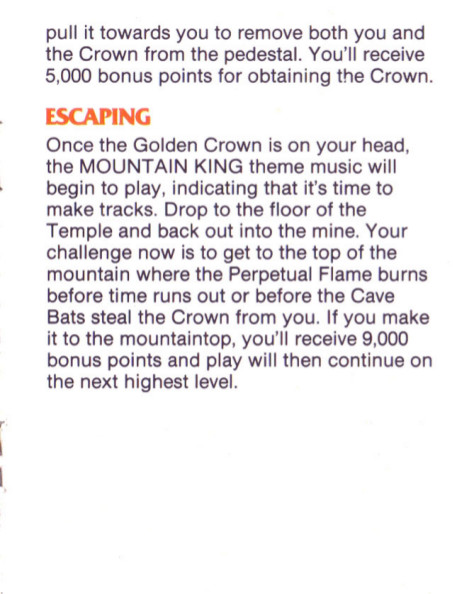 pull it towards you to remove both you and
the Crown from the pedestal. You'll receive
5,000 bonus points for obtaining the Crown.
ESCAPING
Once the Golden Crown is on your head,
the MOUNTAIN KING theme music will
begin to play, indicating that it's time to
make tracks. Drop to the floor of the
Temple and back out into the mine. Your
challenge now is to get to the top of the
mountain where the Perpetual Flame burns
before time runs out or before the Cave
Bats steal the Crown from you. If you make
it to the mountaintop, you'll receive 9,000
bonus points and play will then continue on
the next highest level.